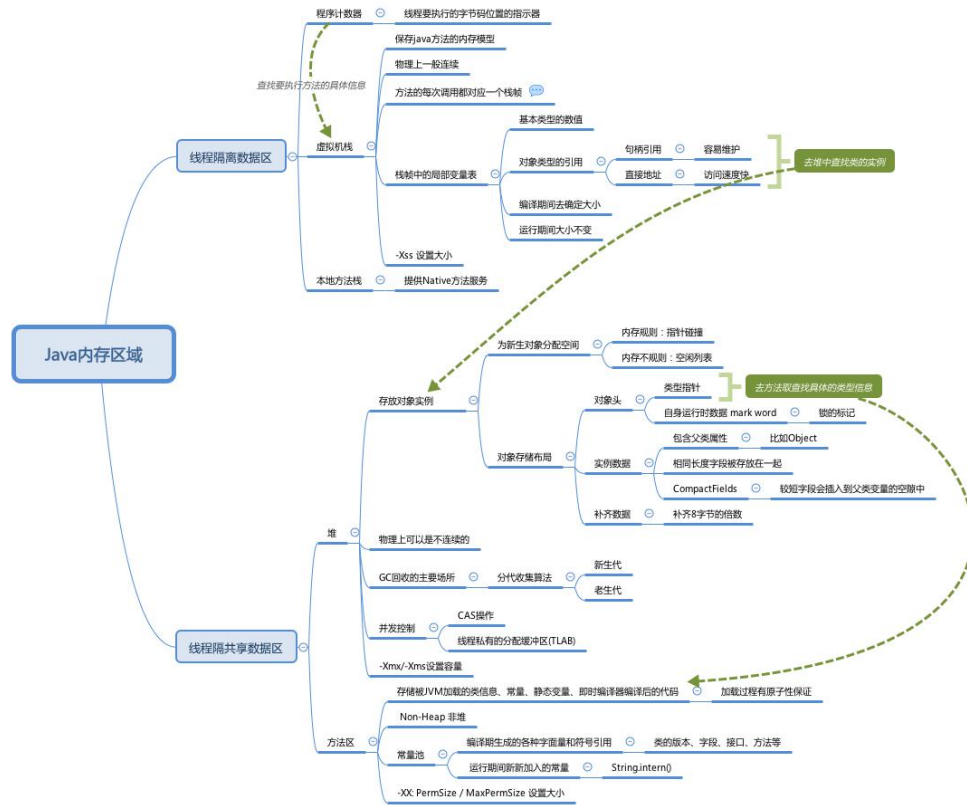 程序计数器
线程要执行的字节码位置的指示器
查找要执行方法的具体信息
保存java方法的内存模型
物理上一般连续
方法的每次调用都对应一个栈帧
线程隔离数据区
虚拟机栈
基本类型的数值
对象类型的引用
句柄引用
容易维护
直接地址
访问速度快
去堆中查找类的实例
栈帧中的局部变量表
编译期间去确定大小
运行期间大小不变
-Xss 设置大小
本地方法栈
提供Native方法服务
Java内存区域
为新生对象分配空间
内存规则：指针碰撞
内存不规则：空闲列表
存放对象实例
对象头
类型指针
去方法取查找具体的类型信息
自身运行时数据 mark word
锁的标记
对象存储布局
实例数据
包含父类属性
比如Object
相同长度字段被存放在一起
CompactFields
较短字段会插入到父类变量的空隙中
补齐数据
补齐8字节的倍数
堆
物理上可以是不连续的
GC回收的主要场所
分代收集算法
新生代
老生代
并发控制
CAS操作
线程私有的分配缓冲区(TLAB)
线程隔共享数据区
-Xmx/-Xms设置容量
存储被JVM加载的类信息、常量、静态变量、即时编译器编译后的代码
加载过程有原子性保证
Non-Heap 非堆
方法区
常量池
编译期生成的各种字面量和符号引用
类的版本、字段、接口、方法等
运行期间新新加入的常量
String.intern()
-XX: PermSize / MaxPermSize 设置大小